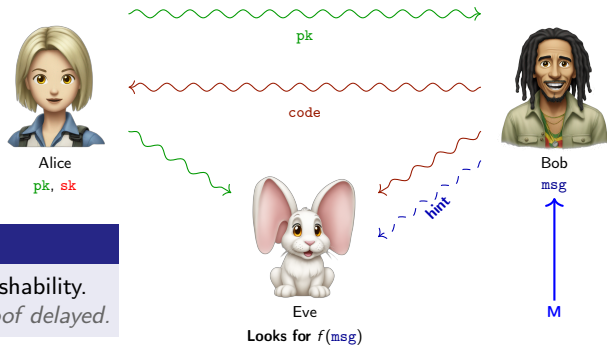 pk
code
Alice
pk, sk
Bob
msg
hint
shability.
oof delayed.
Eve
M
Looks for f(msg)